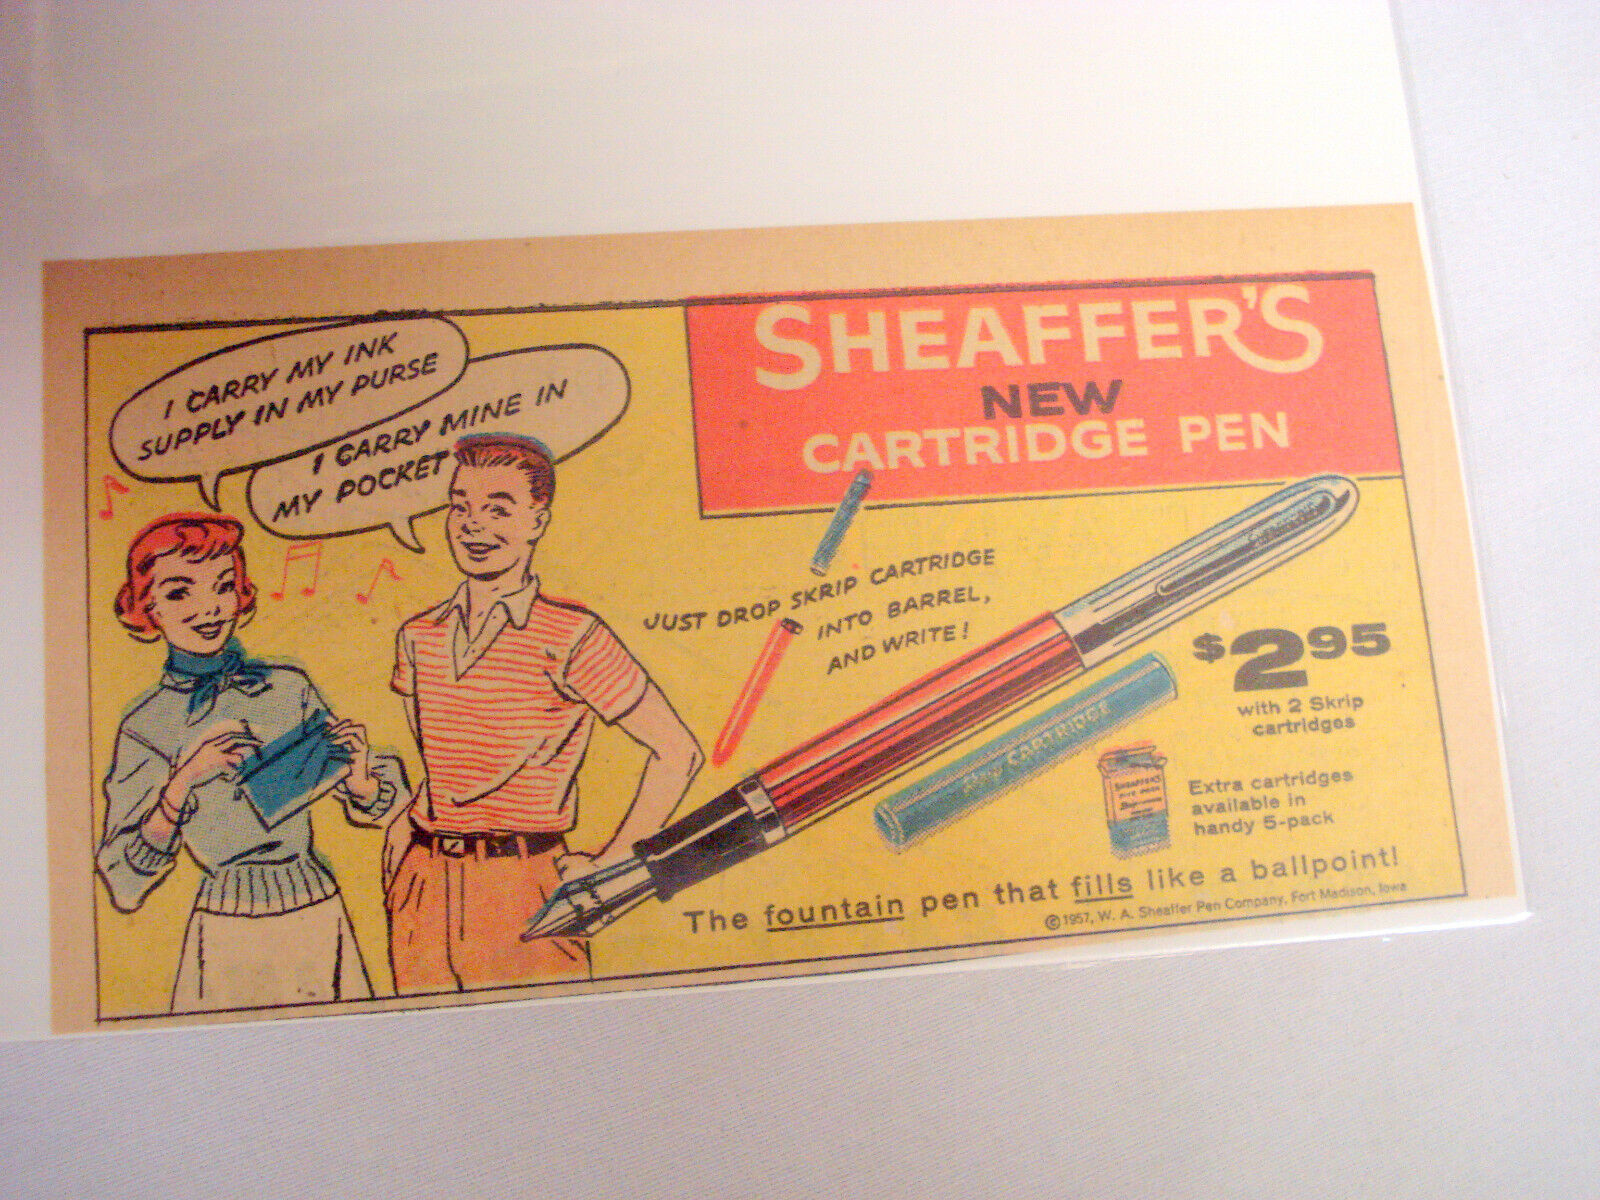 I CARRY MY INK
SUPPLY IN MY PURSE
I CARRY MINE IN
MY POCKET
SHEAFFER'S
NEW
CARTRIDGE PEN
JUST DROP SKRIP CARTRIDGE
INTO BARREL,
AND WRITE!
$2.95
with 2 Skrip
cartridges
CARTRIDGE
SHEAFFER'S
Extra cartridges
available in
handy 5-pack
The fountain pen that fills like a ballpoint!
© 1957, W. A. Sheaffer Pen Company, Fort Madison, Iowa